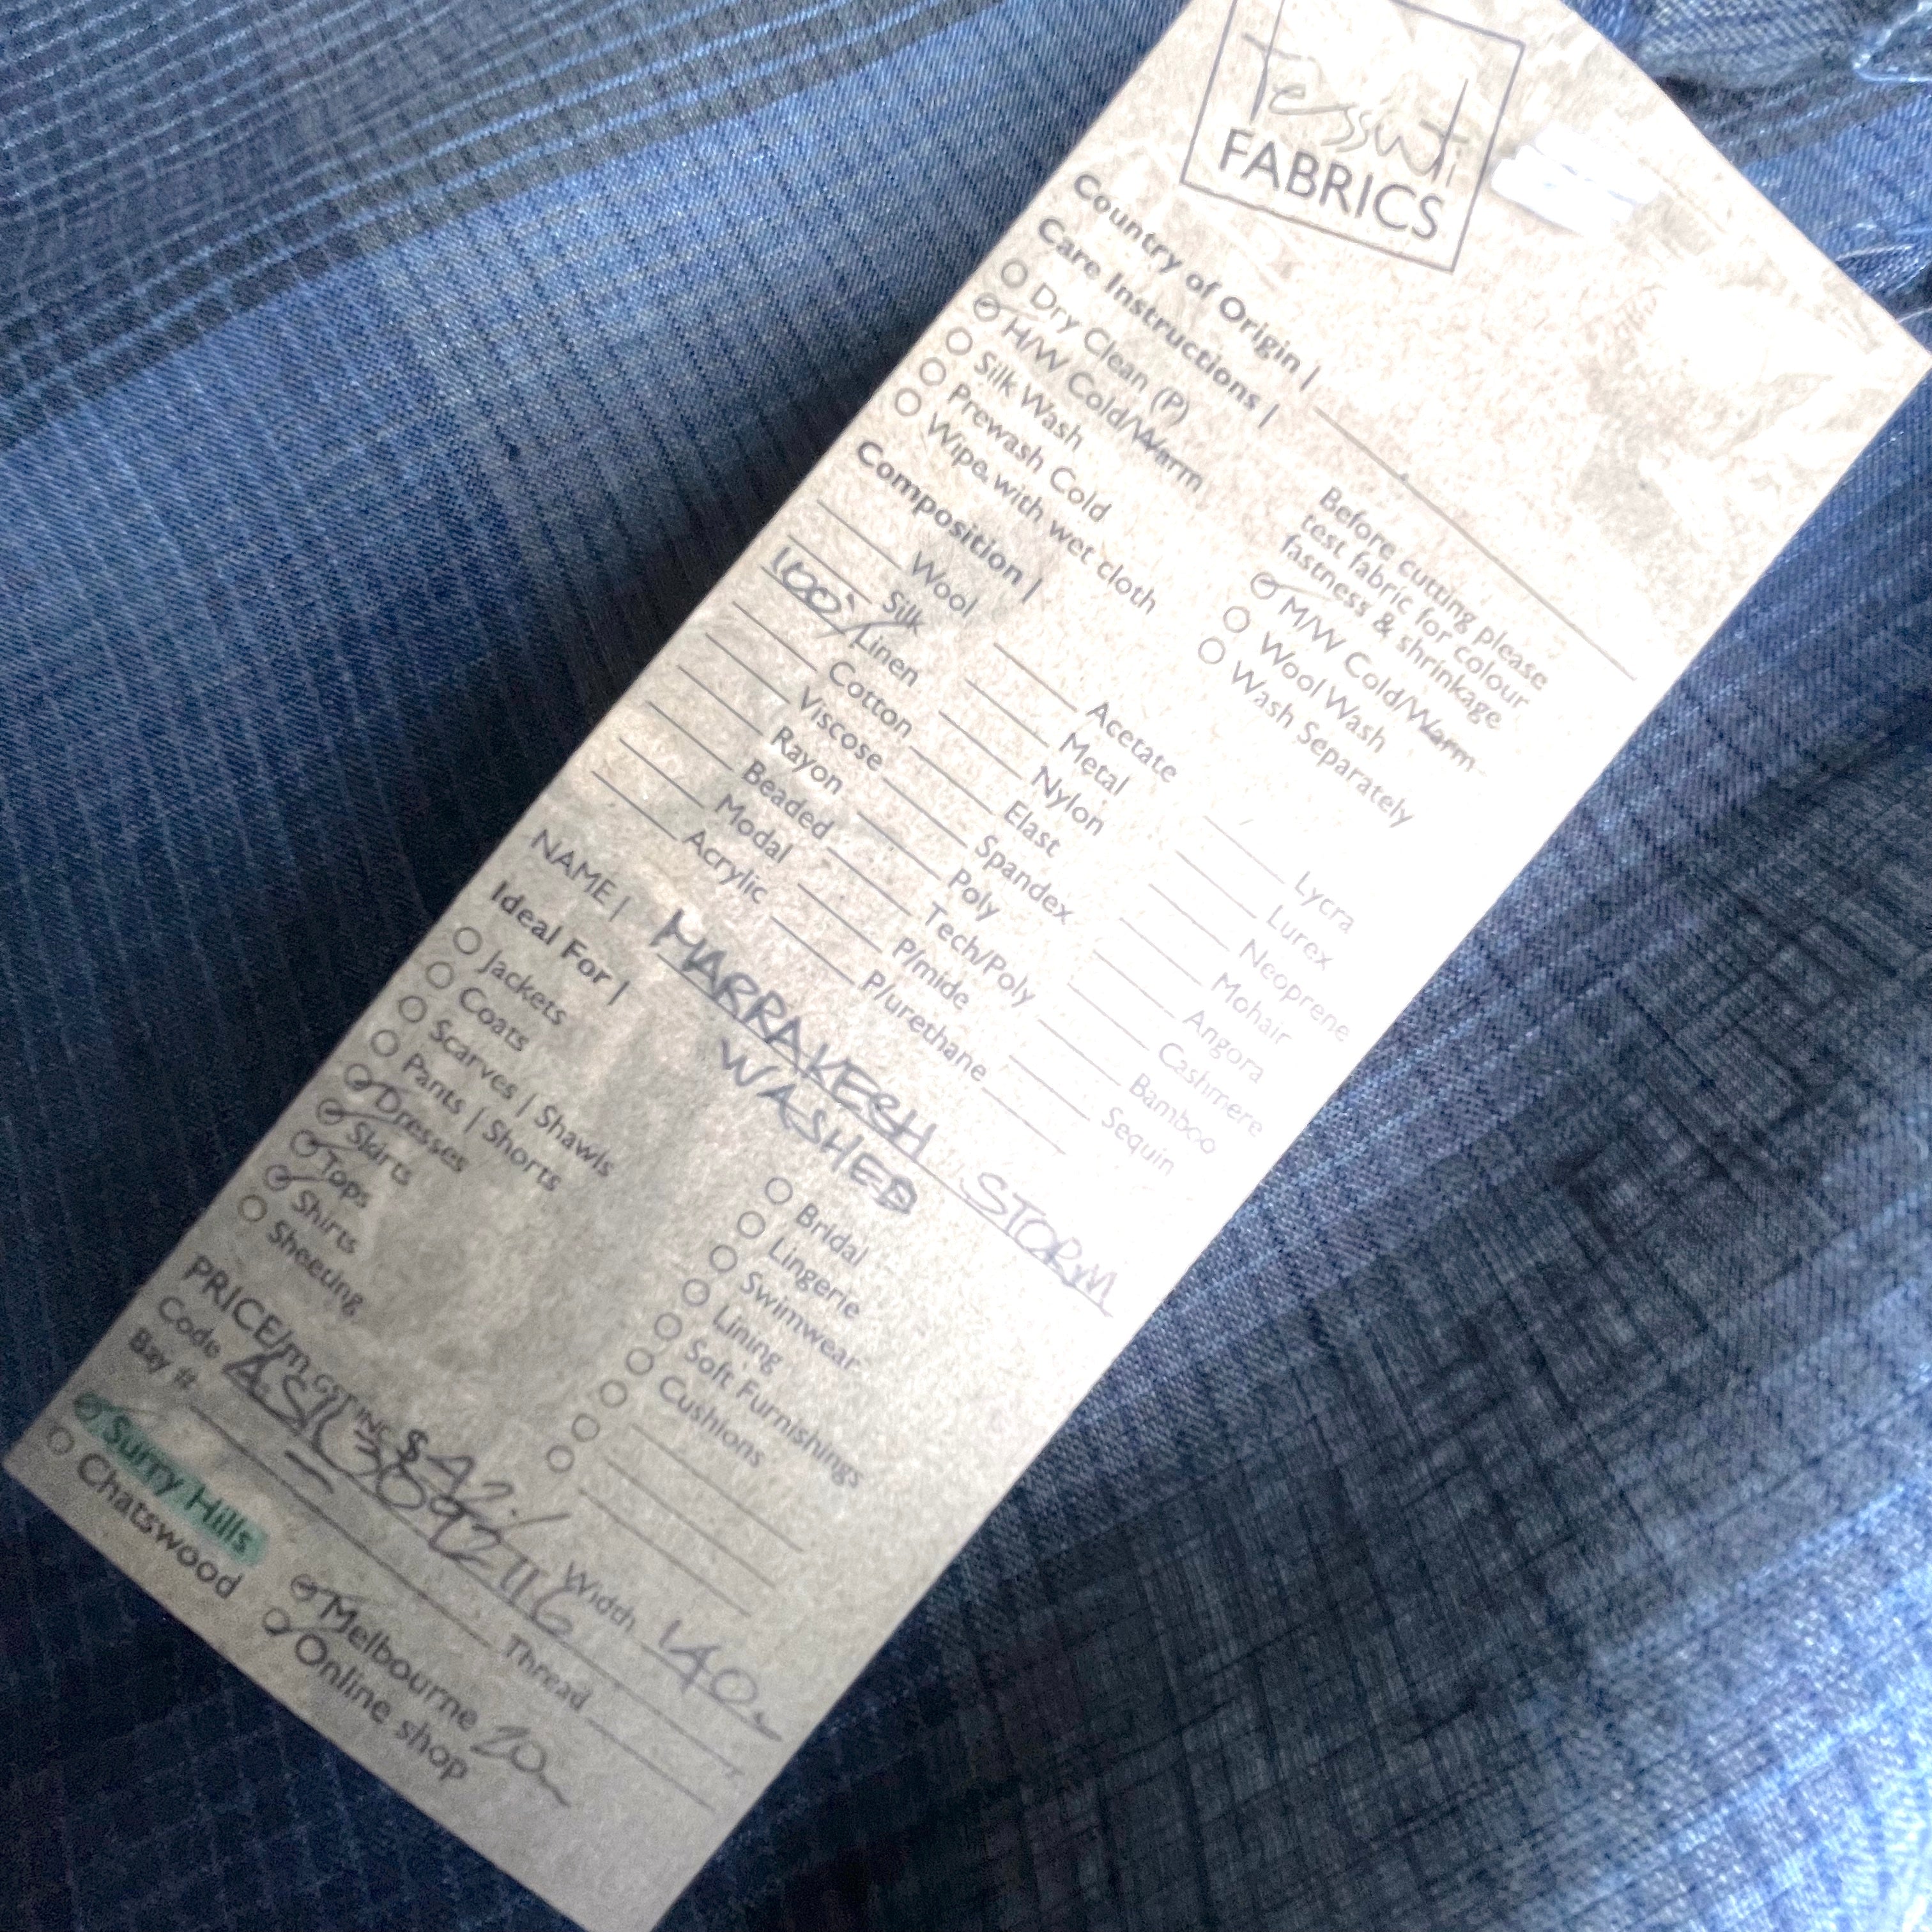 Tessuti
FABRICS
Country of Origin |
Care Instructions |
Dry Clean (P)
H/W Cold/Warm
Silk Wash
Prewash Cold
Wipe with wet cloth
Before cutting please
test fabric for colour
fastness & shrinkage
M/W Cold/Warm
Wool Wash
Wash Separately
Composition |
Wool
Silk
100% Linen
Cotton
Viscose
Rayon
Beaded
Modal
Acrylic
Acetate
Metal
Nylon
Elast
Spandex
Poly
Tech/Poly
P/mide
P/urethane
Lycra
Lurex
Neoprene
Mohair
Angora
Cashmere
Bamboo
Sequin
NAME | MARRAKESH STORM
WASHED
Ideal For |
Jackets
Coats
Scarves | Shawls
Pants | Shorts
Dresses
Skirts
Tops
Shirts
Sheeting
Bridal
Lingerie
Swimwear
Lining
Soft Furnishings
Cushions
PRICE/m GST INC $42.- Width 140
Code
Bay # Thread
Surry Hills
Chatswood
Melbourne 20
Online shop